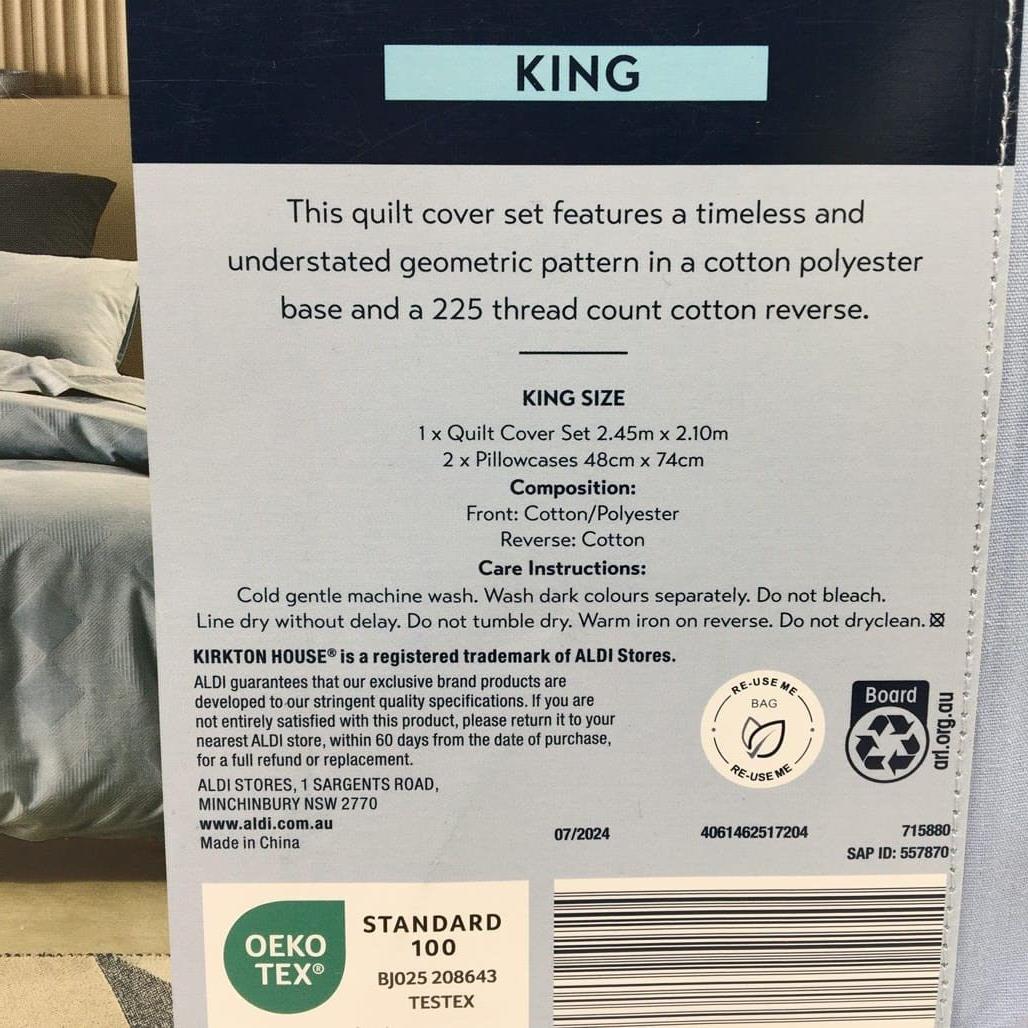 KING
This quilt cover set features a timeless and
understated geometric pattern in a cotton polyester
base and a 225 thread count cotton reverse.
KING SIZE
1 x Quilt Cover Set 2.45m x 2.10m
2 x Pillowcases 48cm x 74cm
Composition:
Front: Cotton/Polyester
Reverse: Cotton
Care Instructions:
Cold gentle machine wash. Wash dark colours separately. Do not bleach.
Line dry without delay. Do not tumble dry. Warm iron on reverse. Do not dryclean.
KIRKTON HOUSE® is a registered trademark of ALDI Stores.
ALDI guarantees that our exclusive brand products are
developed to our stringent quality specifications. If you are
not entirely satisfied with this product, please return it to your
nearest ALDI store, within 60 days from the date of purchase,
for a full refund or replacement.
ALDI STORES, 1 SARGENTS ROAD,
MINCHINBURY NSW 2770
www.aldi.com.au
Made in China
RE-USE ME
BAG
RE-USE ME
Board
arl.org.au
07/2024
4061462517204
715880
SAP ID: 557870
OEKO
TEX®
STANDARD
100
BJ025 208643
TESTEX